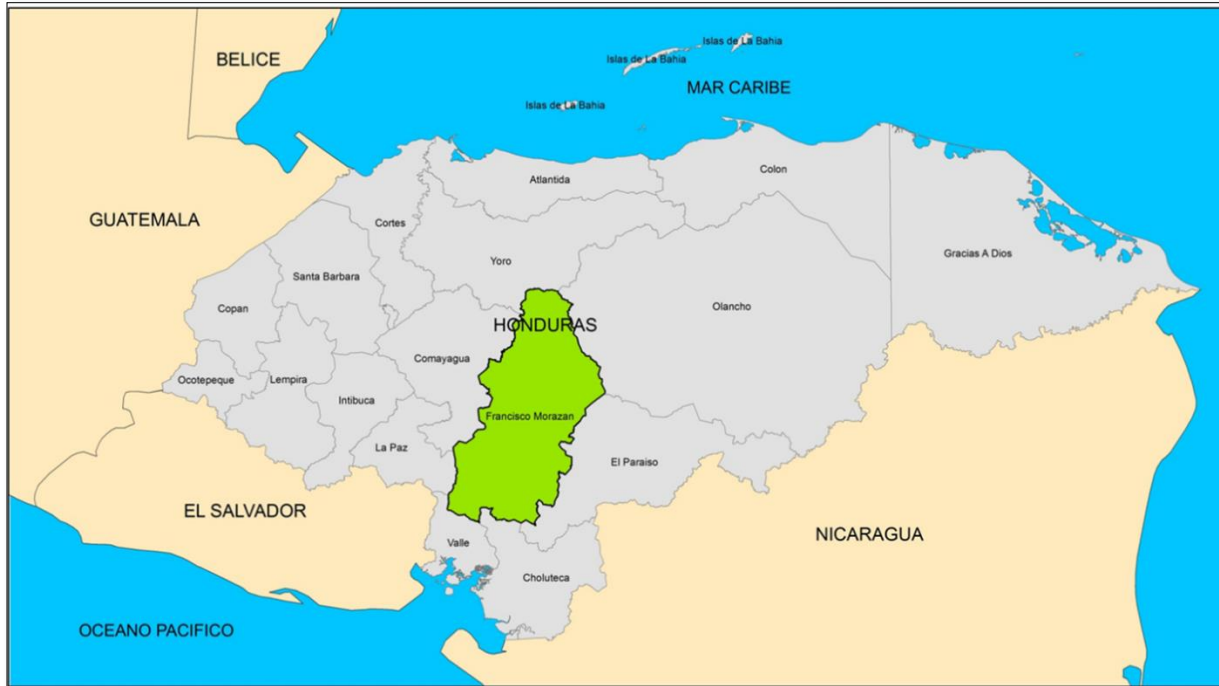 Islas de La Bahia
BELICE
Islas de La Bahia
MAR CARIBE
Islas de La Bahia
Atlantida
Colon
GUATEMALA
Cortes
Gracias A Dios
Yoro
Santa Barbara
Copan
Olancho
HONDURAS
Comayagua
Ocotepeque
Lempira
Intibuca
Francisco Morazan
La Paz
El Paraiso
EL SALVADOR
NICARAGUA
Valle
Choluteca
OCEANO PACIFICO